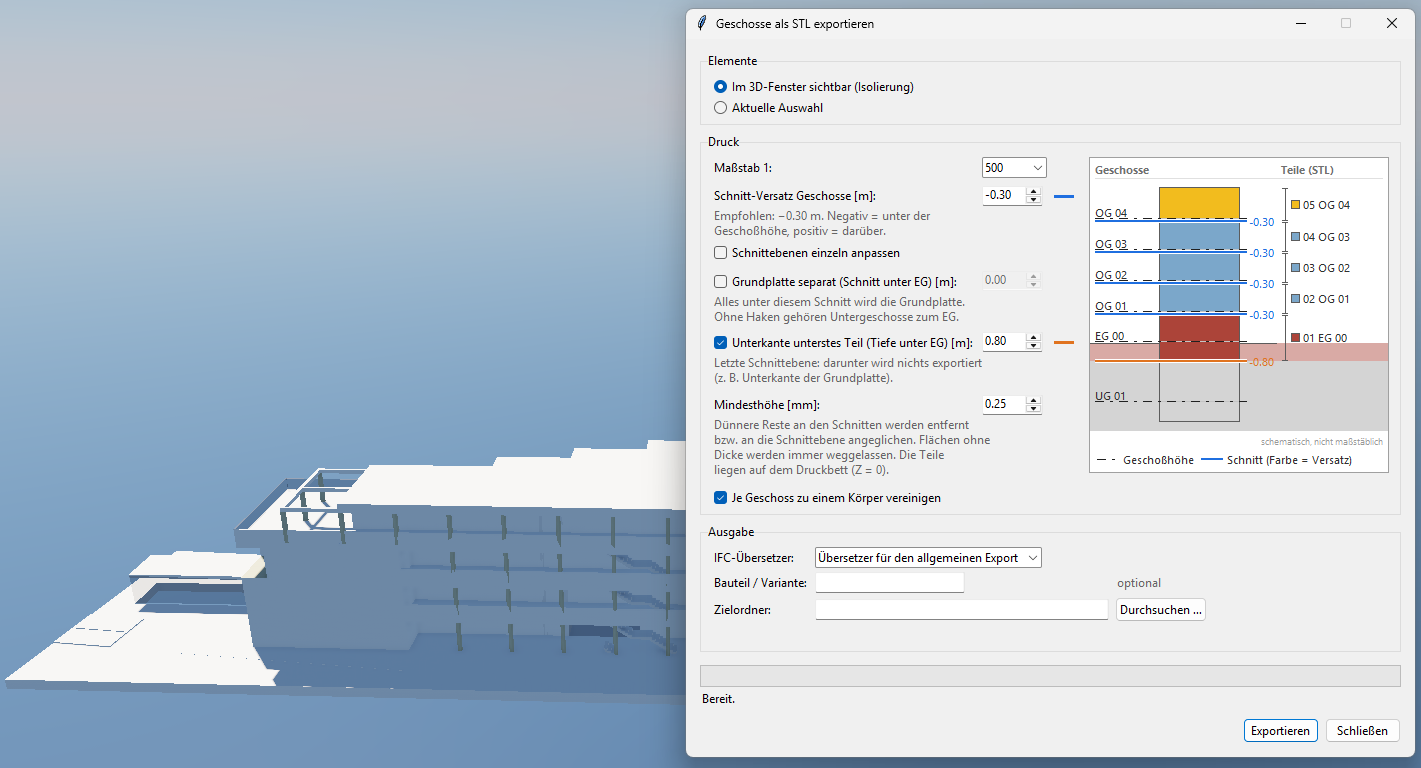 Geschosse als STL exportieren
Elemente
Im 3D-Fenster sichtbar (Isolierung)
Aktuelle Auswahl
Druck
Maßstab 1:
500
Schnitt-Versatz Geschosse [m]:
-0.30
Empfohlen: −0.30 m. Negativ = unter der
Geschoßhöhe, positiv = darüber.
Schnittebenen einzeln anpassen
Grundplatte separat (Schnitt unter EG) [m]:
0.00
Alles unter diesem Schnitt wird die Grundplatte.
Ohne Haken gehören Untergeschosse zum EG.
Unterkante unterstes Teil (Tiefe unter EG) [m]:
0.80
Letzte Schnittebene: darunter wird nichts exportiert
(z. B. Unterkante der Grundplatte).
Mindesthöhe [mm]:
0.25
Dünnere Reste an den Schnitten werden entfernt
bzw. an die Schnittebene angeglichen. Flächen ohne
Dicke werden immer weggelassen. Die Teile
liegen auf dem Druckbett (Z = 0).
Je Geschoss zu einem Körper vereinigen
Geschosse
Teile (STL)
OG 04
-0.30
05 OG 04
OG 03
-0.30
04 OG 03
OG 02
-0.30
03 OG 02
OG 01
-0.30
02 OG 01
EG 00
-0.80
01 EG 00
UG 01
schematisch, nicht maßstäblich
Geschoßhöhe
Schnitt (Farbe = Versatz)
Ausgabe
IFC-Übersetzer:
Übersetzer für den allgemeinen Export
Bauteil / Variante:
optional
Zielordner:
Durchsuchen ...
Bereit.
Exportieren
Schließen